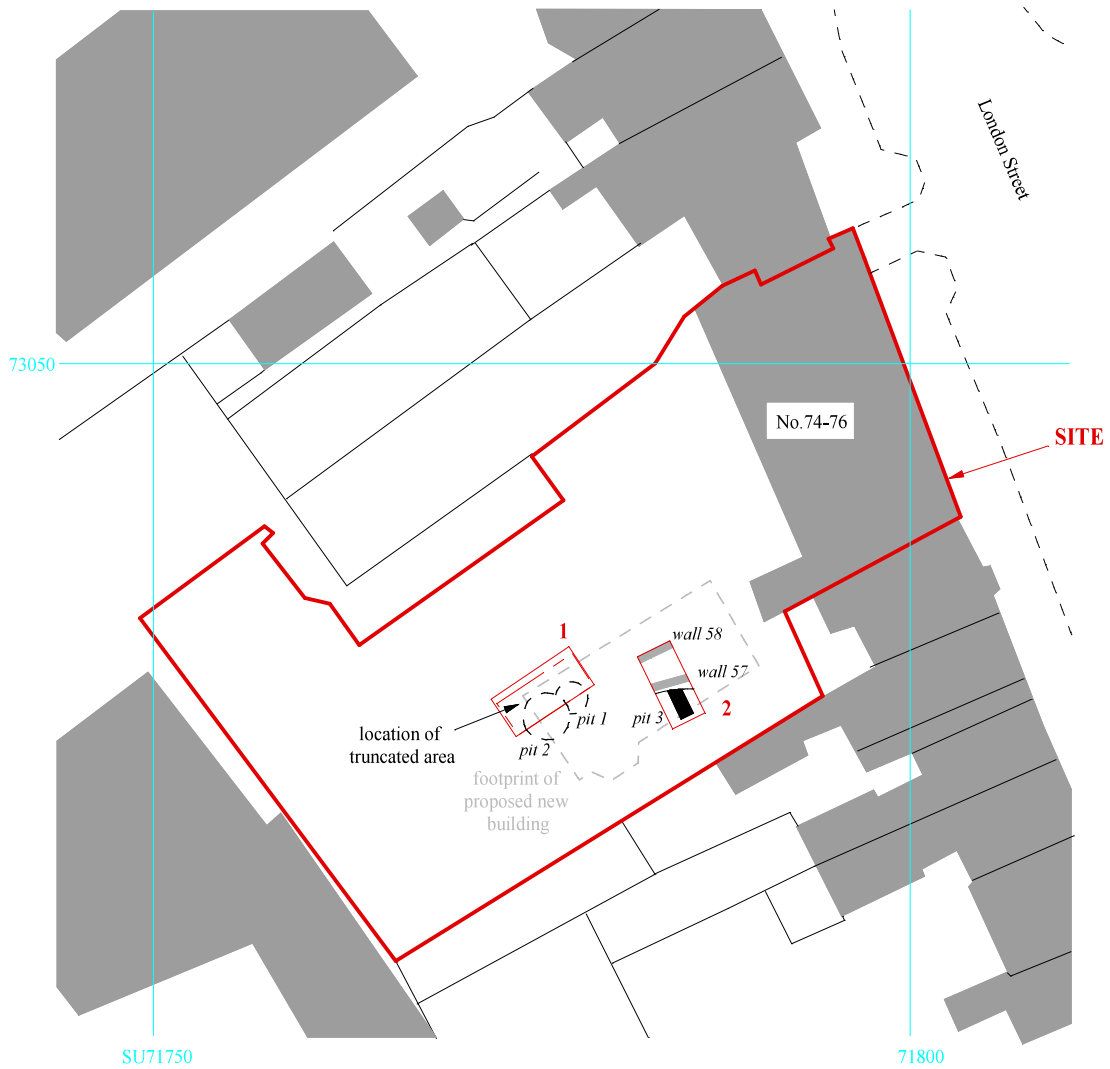 London Street
73050
No.74-76
SITE
1
wall 58
wall 57
2
pit 3
pit 1
pit 2
location of
truncated area
footprint of
proposed new
building
SU71750
71800